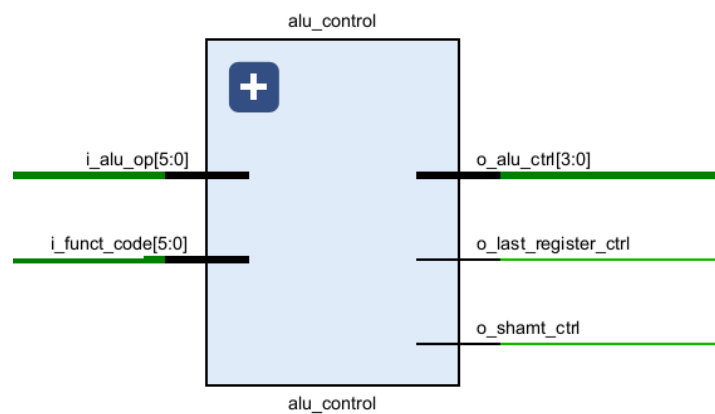 alu_control
i_alu_op[5:0]
o_alu_ctrl[3:0]
i_funct_code[5:0]
o_last_register_ctrl
o_shamt_ctrl
alu_control